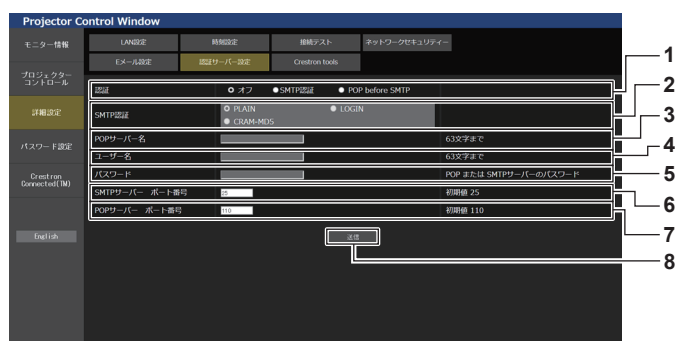 Projector Control Window
モニター情報
プロジェクター
コントロール
詳細設定
パスワード設定
Crestron
Connected(TM)
English
LAN設定 時刻設定 接続テスト ネットワークセキュリティー
Eメール設定 認証サーバー設定 Crestron tools
認証 オフ SMTP認証 POP before SMTP
SMTP認証 PLAIN LOGIN
CRAM-MD5
POPサーバー名 63文字まで
ユーザー名 63文字まで
パスワード POP または SMTPサーバーのパスワード
SMTPサーバー ポート番号 25 初期値 25
POPサーバー ポート番号 110 初期値 110
送信
1
2
3
4
5
6
7
8